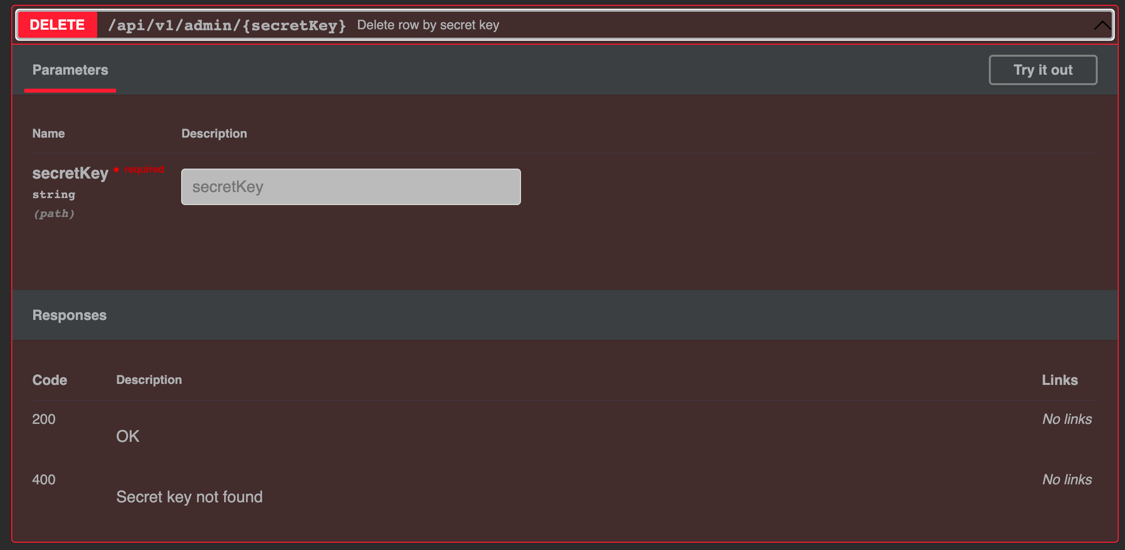 DELETE /api/v1/admin/{secretKey} Delete row by secret key
Parameters Try it out
Name Description
secretKey * required secretKey
string
(path)
Responses
Code Description Links
200 OK No links
400 Secret key not found No links